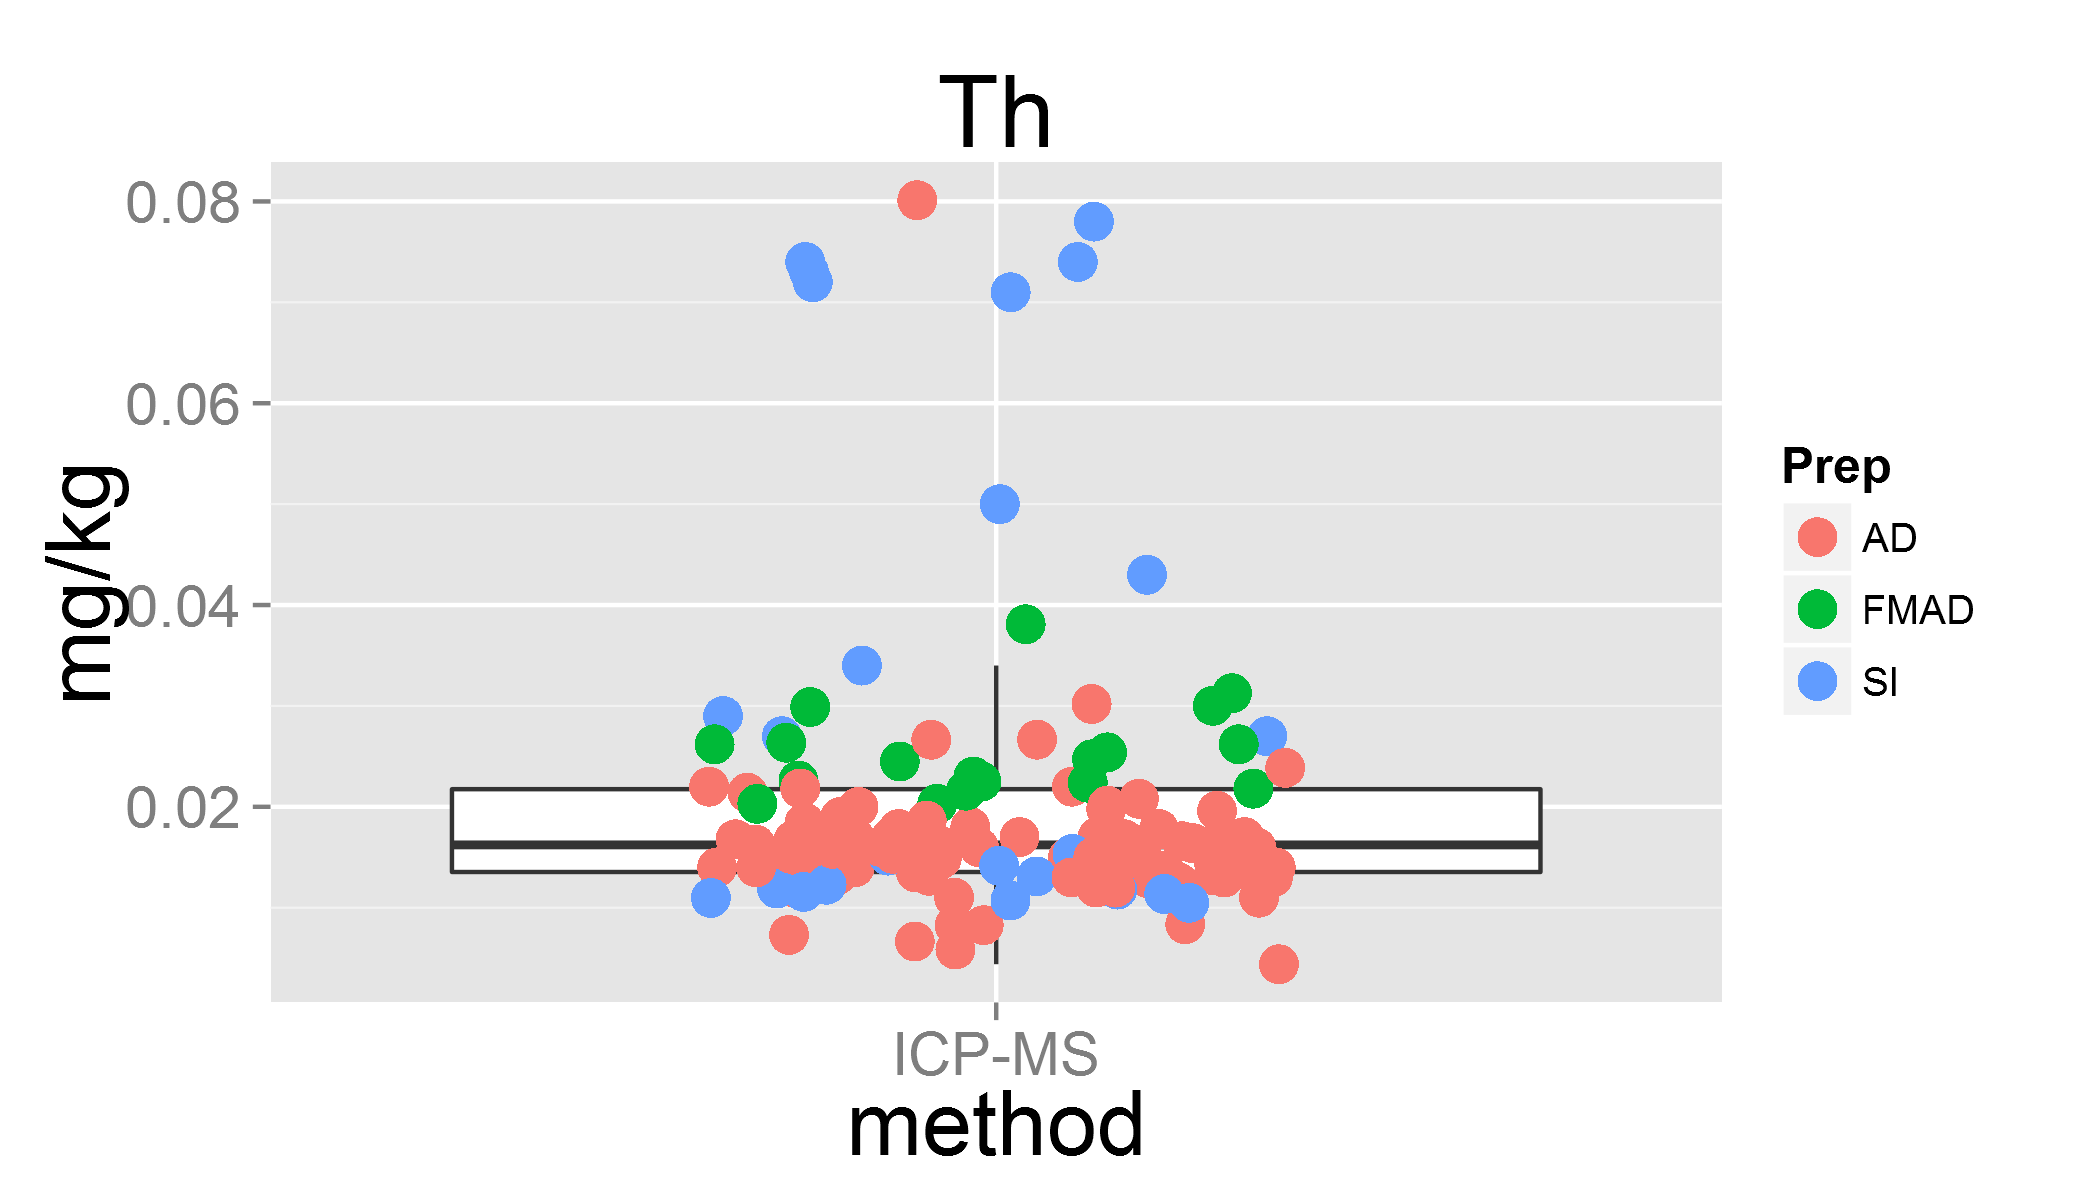 Th
mg/kg
0.08
0.06
0.04
0.02
ICP-MS
method
Prep
AD
FMAD
SI